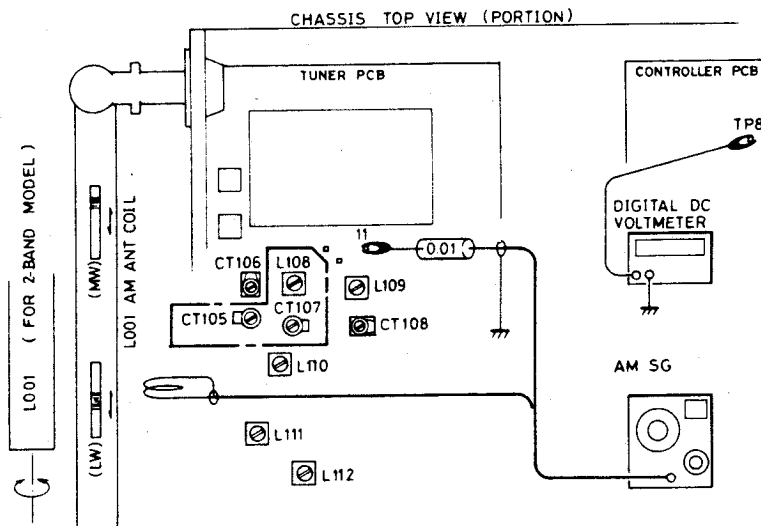 CHASSIS TOP VIEW (PORTION)
TUNER PCB
CONTROLLER PCB
TP8
DIGITAL DC
VOLTMETER
11
0.01
CT106
L108
L109
CT105
CT107
CT108
L110
AM SG
L111
L112
L001 (FOR 2-BAND MODEL)
(MW)
(LW)
L001 AM ANT COIL